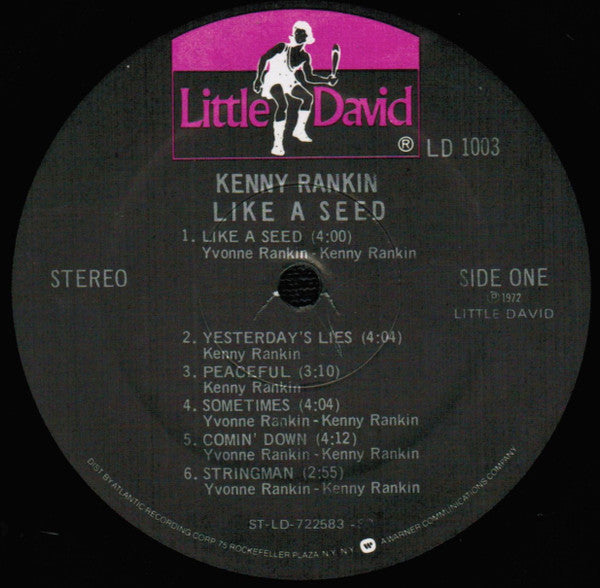 Little David
® LD 1003
KENNY RANKIN
LIKE A SEED
1. LIKE A SEED (4:00)
Yvonne Rankin - Kenny Rankin
STEREO
SIDE ONE
℗ 1972
LITTLE DAVID
2. YESTERDAY'S LIES (4:04)
Kenny Rankin
3. PEACEFUL (3:10)
Kenny Rankin
4. SOMETIMES (4:04)
Yvonne Rankin - Kenny Rankin
5. COMIN' DOWN (4:12)
Yvonne Rankin - Kenny Rankin
6. STRINGMAN (2:55)
Yvonne Rankin - Kenny Rankin
ST-LD-722583
DIST. BY ATLANTIC RECORDING CORP. 75 ROCKEFELLER PLAZA N.Y. N.Y. W A WARNER COMMUNICATIONS COMPANY